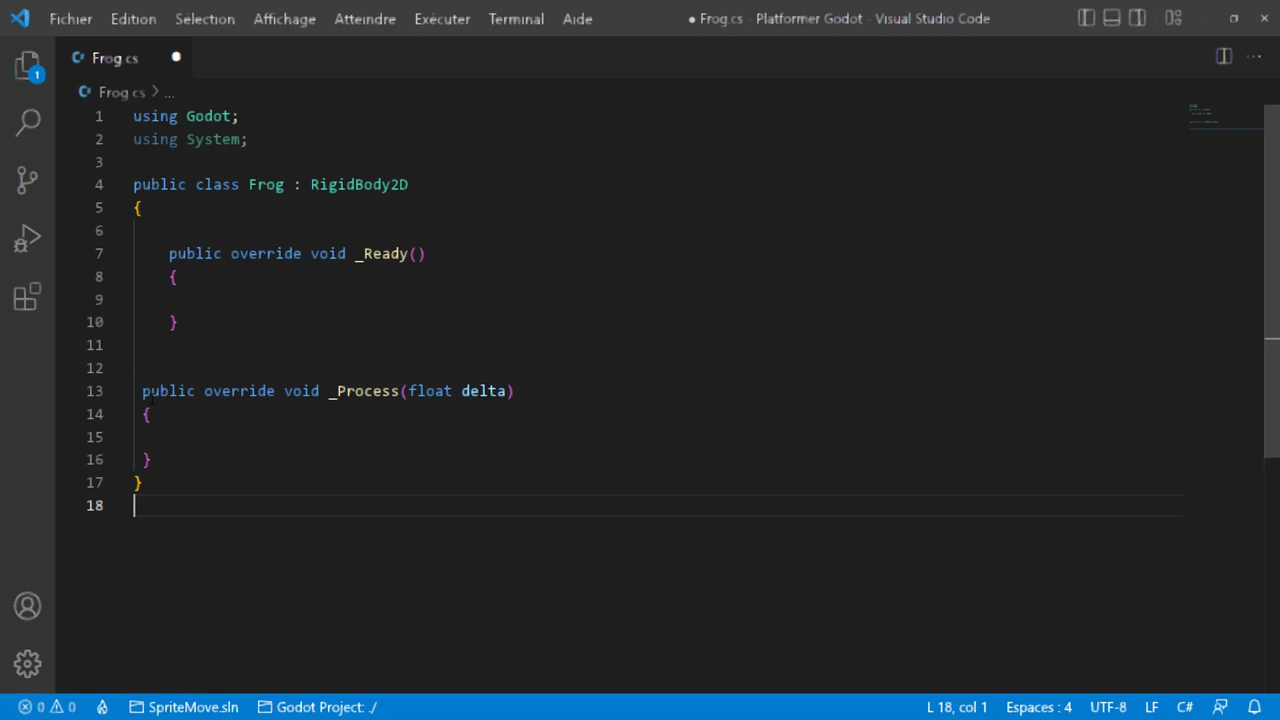 Fichier Edition Sélection Affichage Atteindre Exécuter Terminal Aide ● Frog.cs - Platformer Godot - Visual Studio Code
Frog.cs
1
Frog.cs > ...
1 using Godot;
2 using System;
3
4 public class Frog : RigidBody2D
5 {
6
7 public override void _Ready()
8 {
9
10 }
11
12
13 public override void _Process(float delta)
14 {
15
16 }
17 }
18
0 0 SpriteMove.sln Godot Project: ./ L 18, col 1 Espaces : 4 UTF-8 LF C#